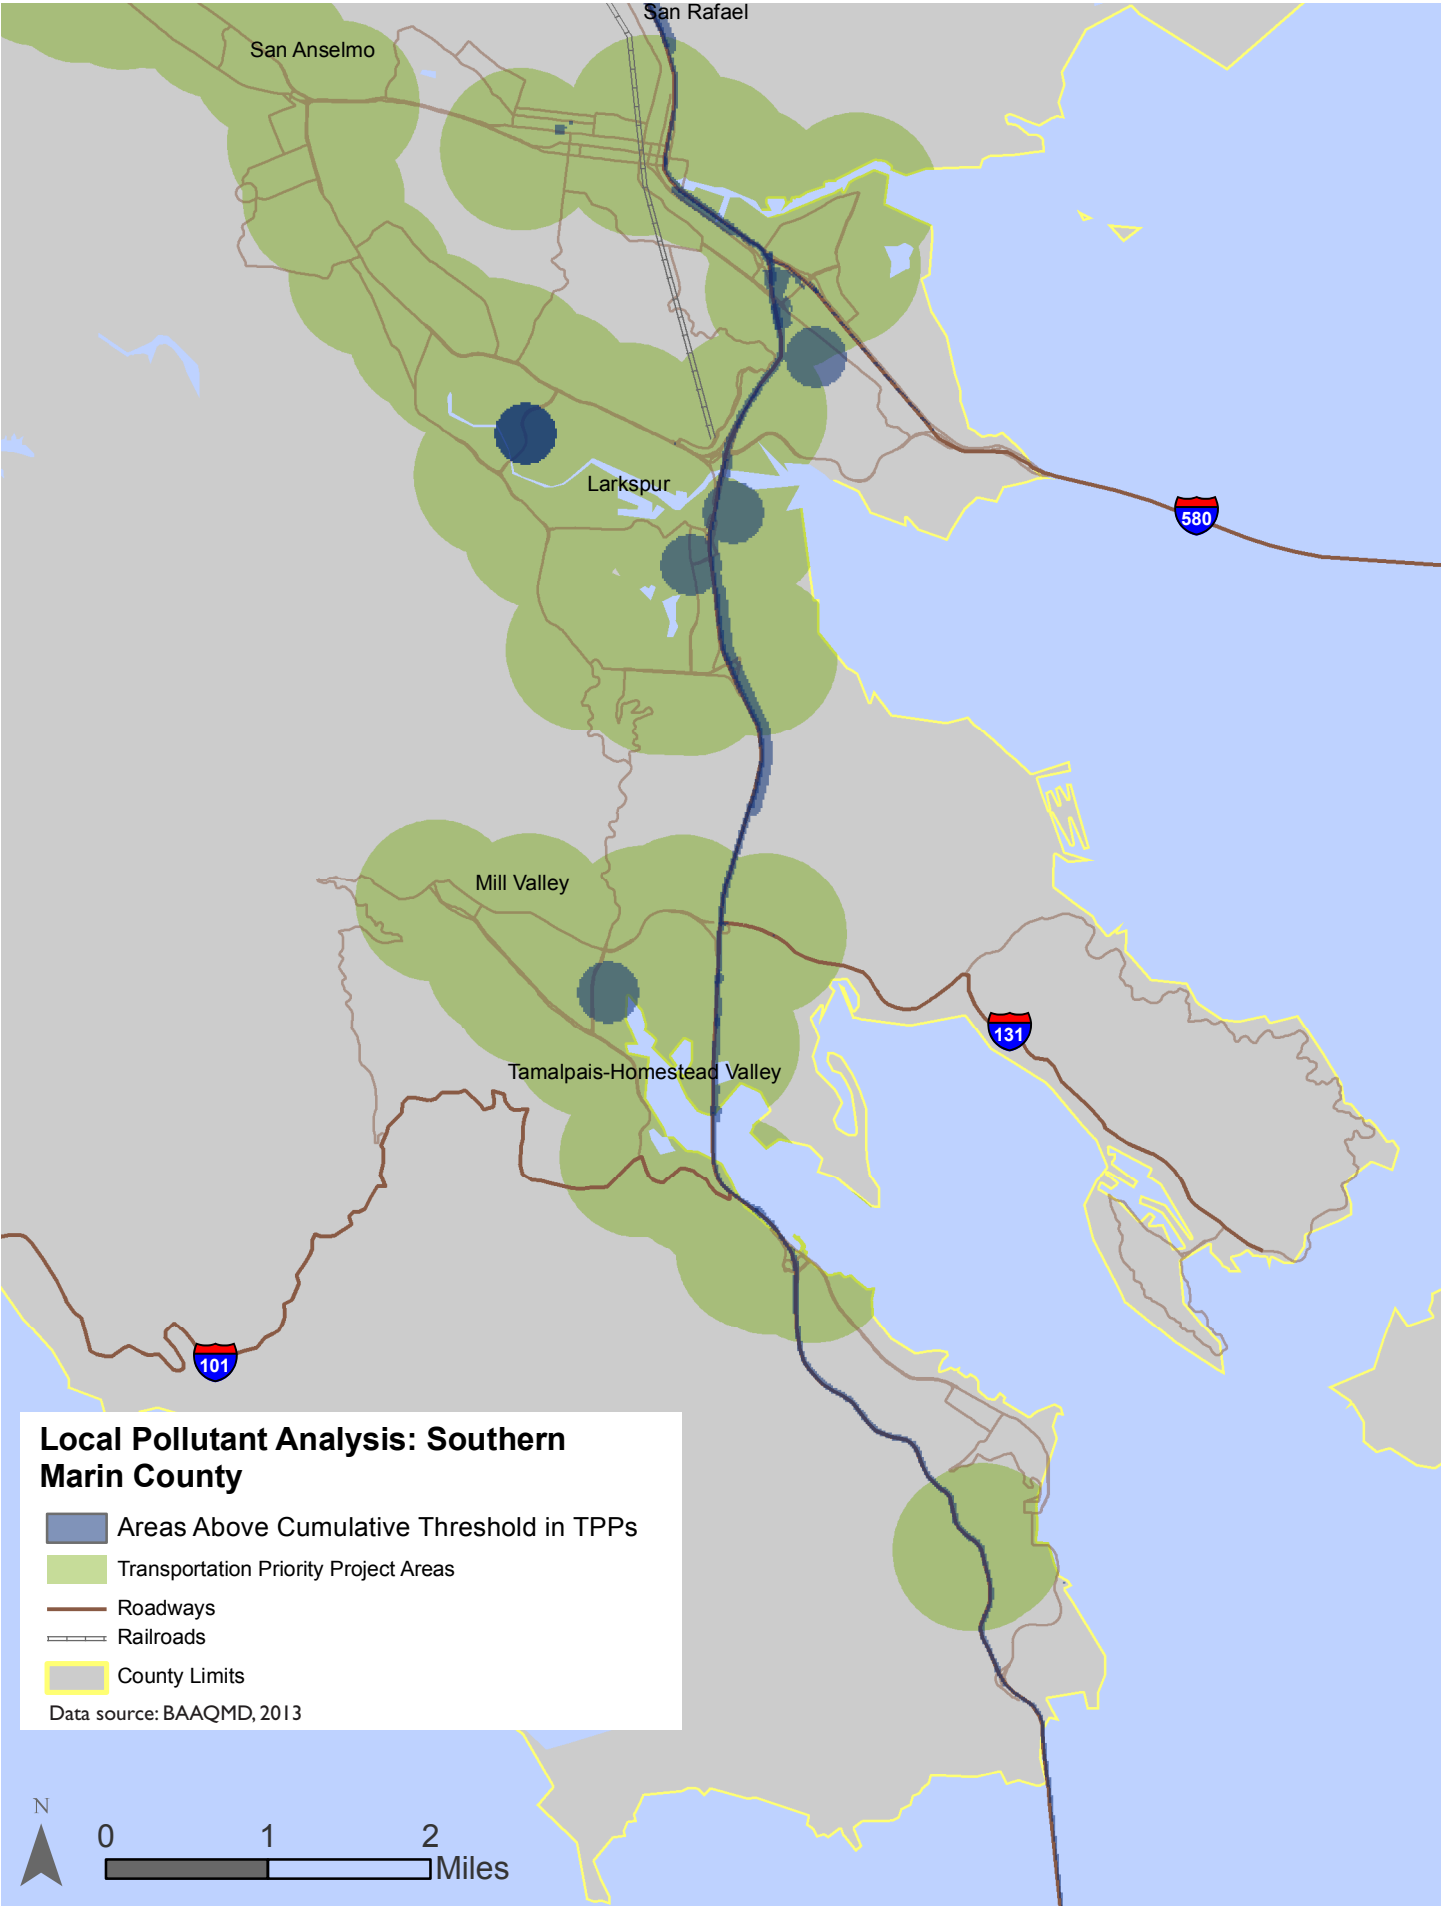 San Rafael
San Anselmo
Larkspur
580
Mill Valley
131
Tamalpais-Homestead Valley
101
Local Pollutant Analysis: Southern
Marin County
Areas Above Cumulative Threshold in TPPs
Transportation Priority Project Areas
Roadways
Railroads
County Limits
Data source: BAAQMD, 2013
N
0 1 2
Miles